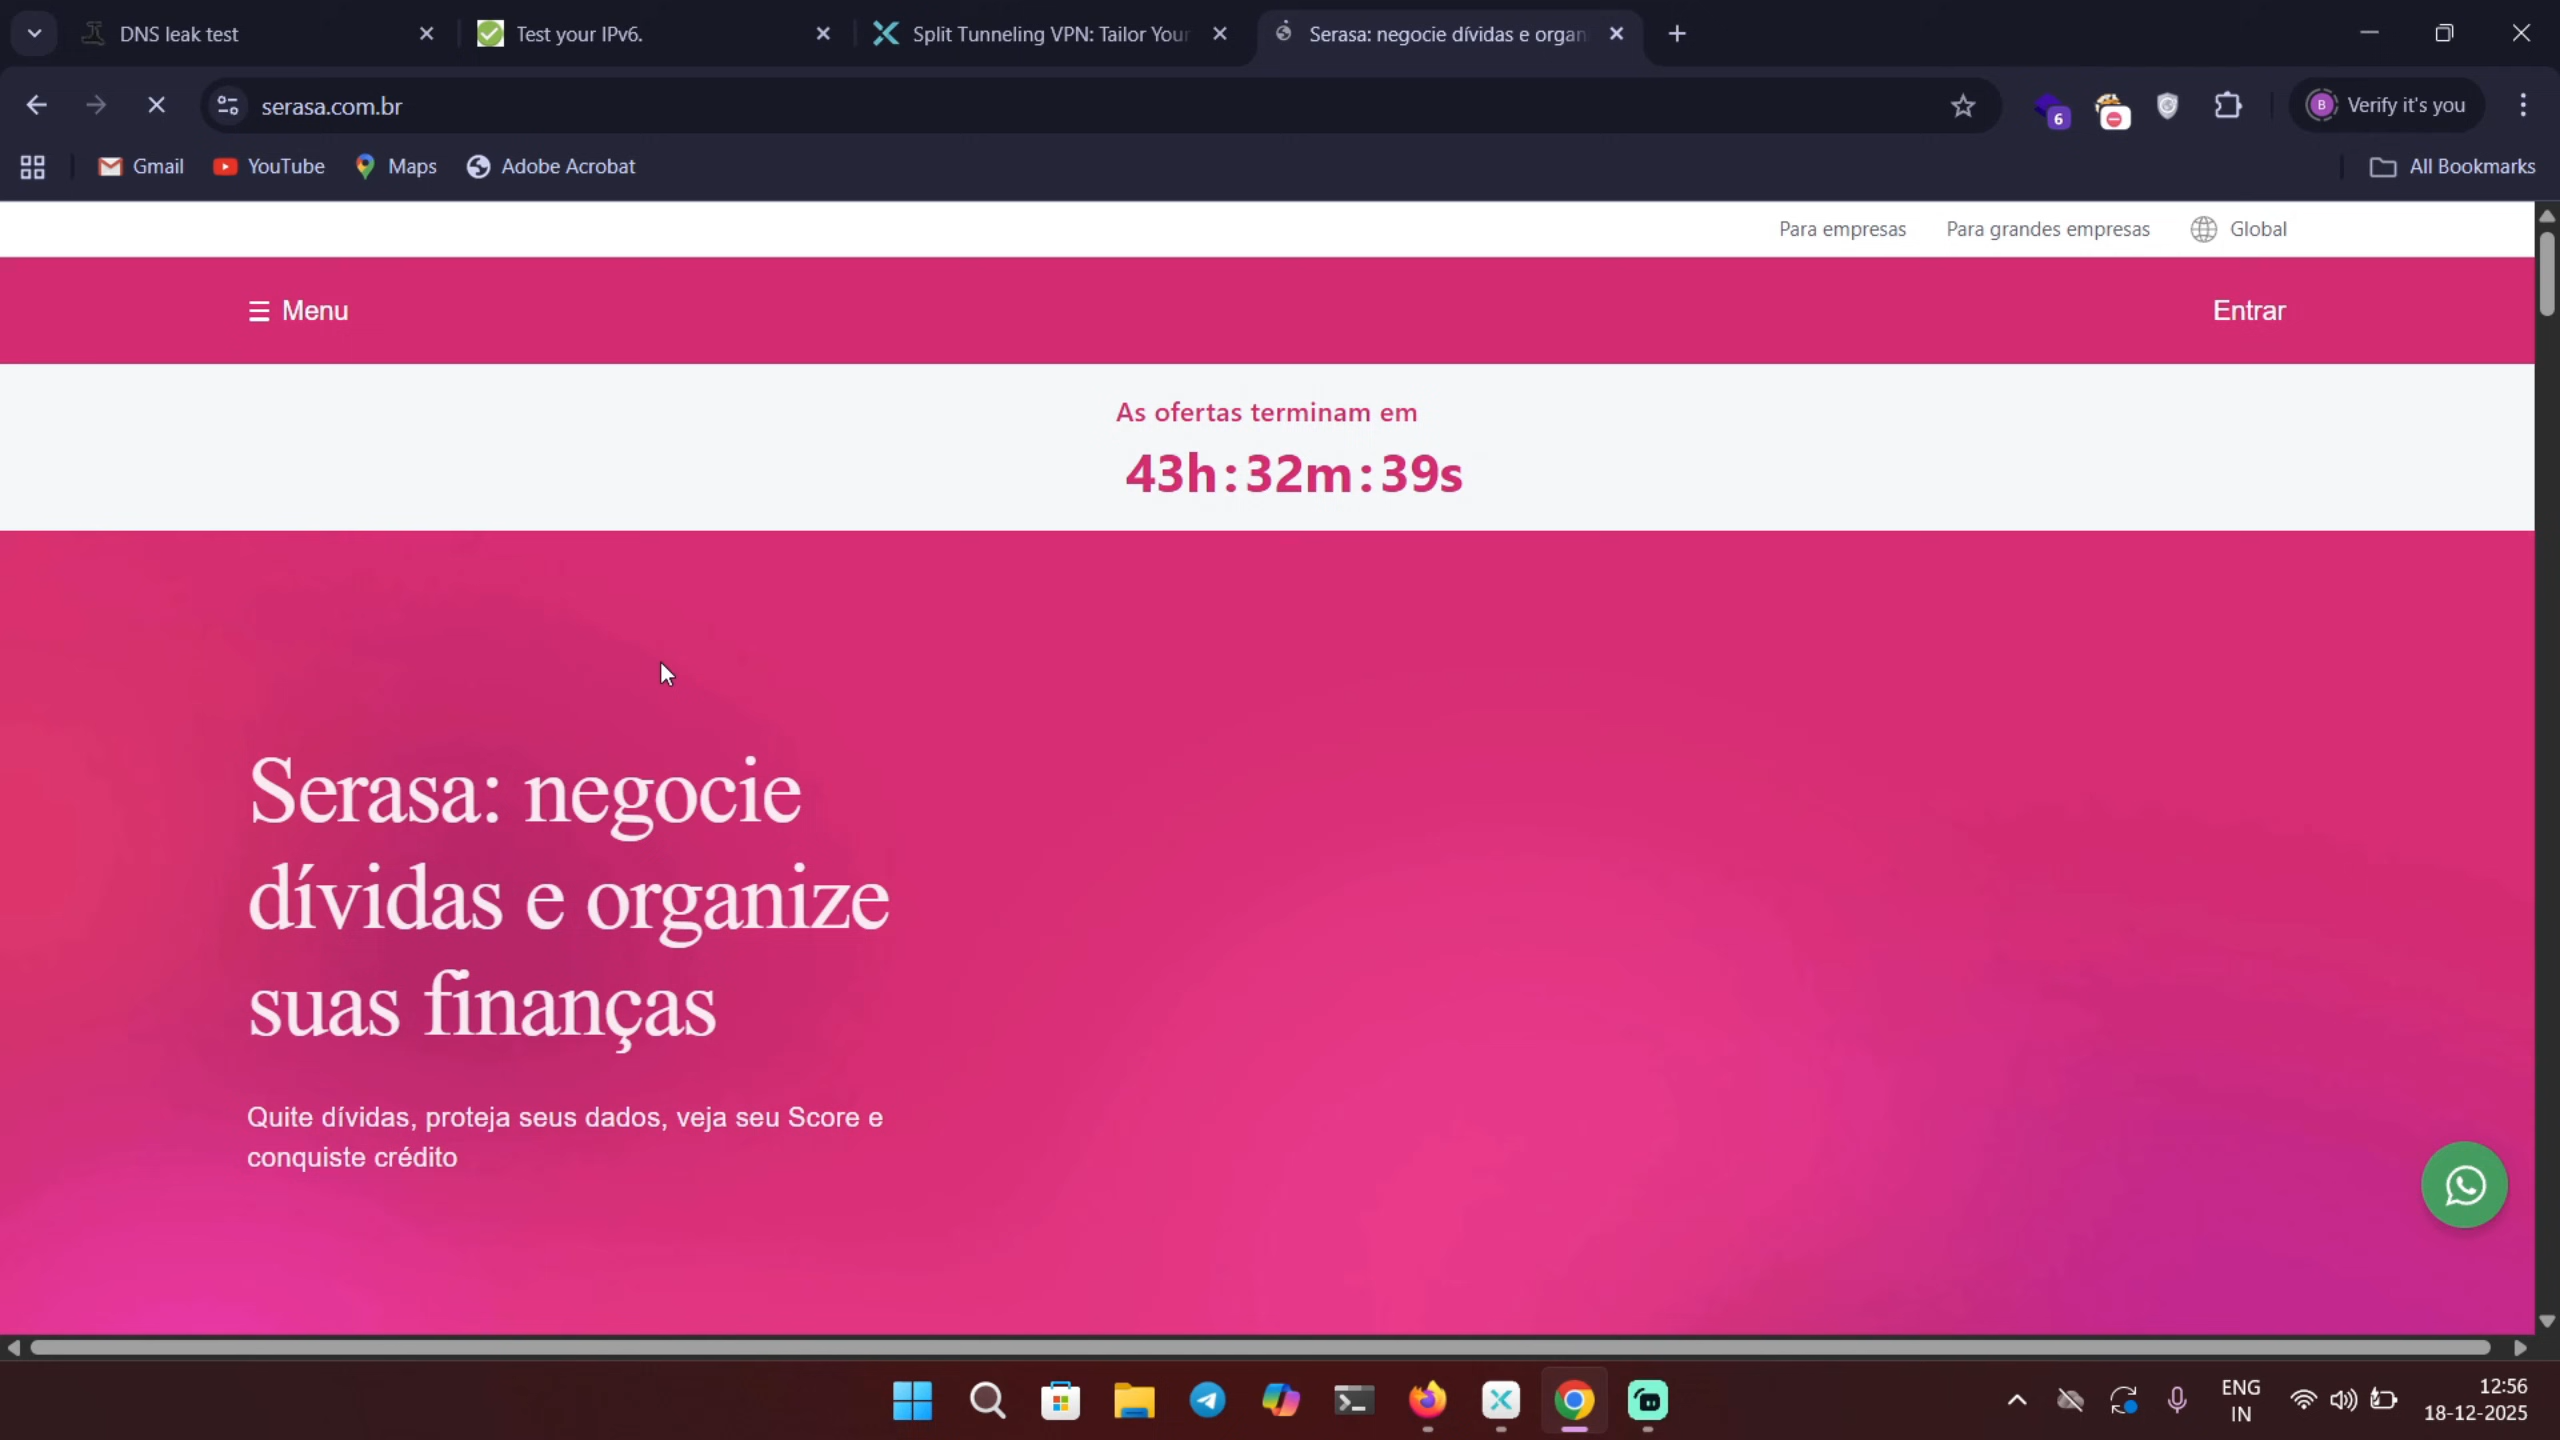 DNS leak test
Test your IPv6.
Split Tunneling VPN: Tailor Your
Serasa: negocie dívidas e organ
serasa.com.br
6
B
Verify it's you
Gmail
YouTube
Maps
Adobe Acrobat
All Bookmarks
Para empresas
Para grandes empresas
Global
☰ Menu
Entrar
As ofertas terminam em
43h:32m:39s
Serasa: negocie
dívidas e organize
suas finanças
Quite dívidas, proteja seus dados, veja seu Score e
conquiste crédito
ENG
IN
12:56
18-12-2025